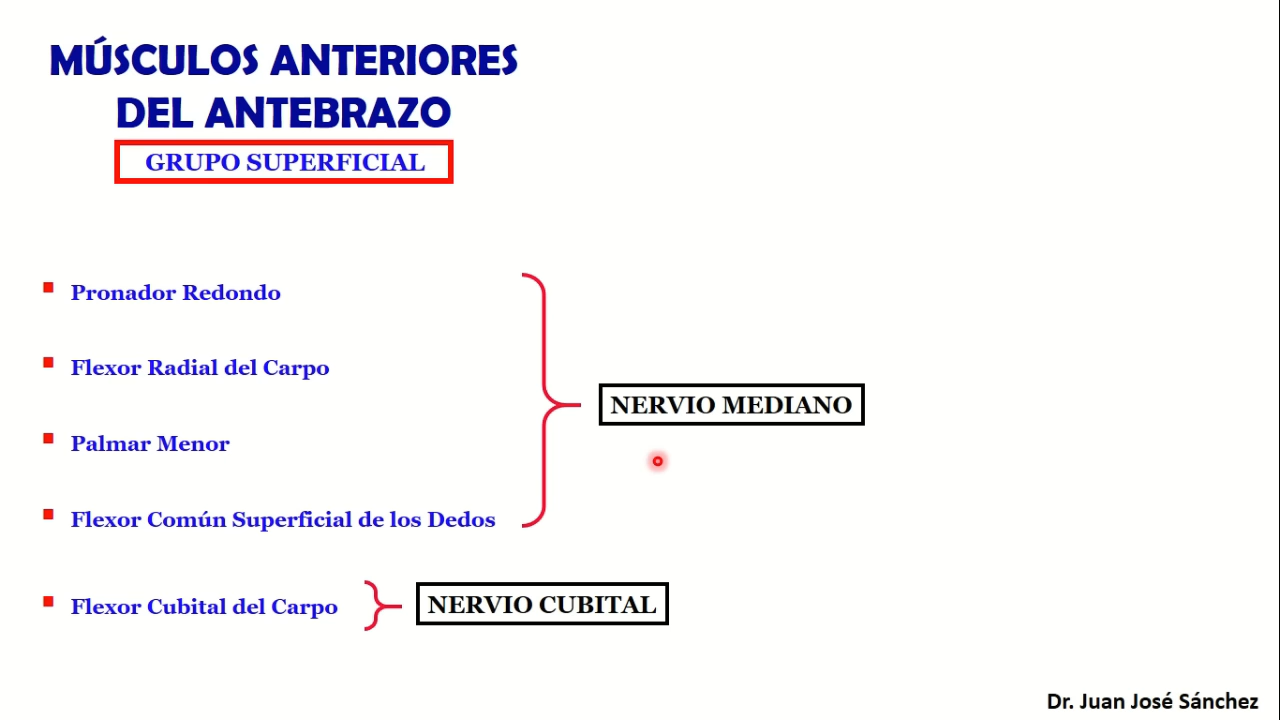 MÚSCULOS ANTERIORES
DEL ANTEBRAZO
GRUPO SUPERFICIAL
Pronador Redondo
Flexor Radial del Carpo
NERVIO MEDIANO
Palmar Menor
Flexor Común Superficial de los Dedos
Flexor Cubital del Carpo
NERVIO CUBITAL
Dr. Juan José Sánchez